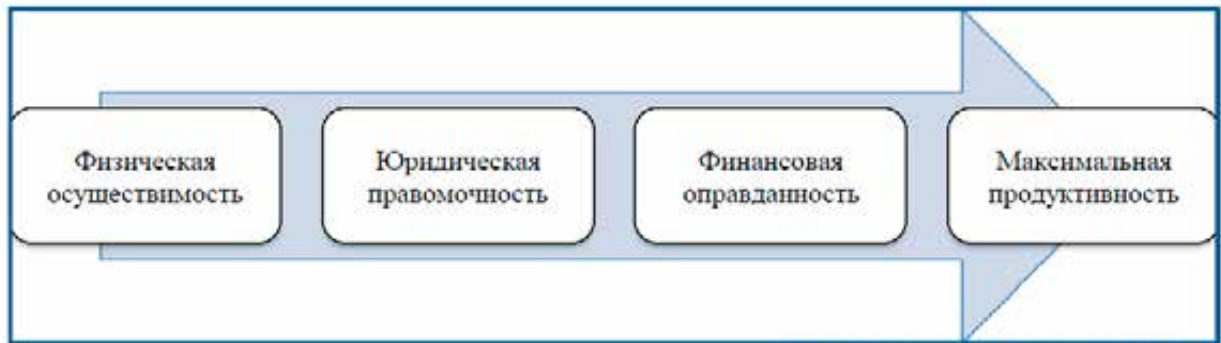 Физическая
осуществимость
Юридическая
правомочность
Финансовая
оправданность
Максимальная
продуктивность